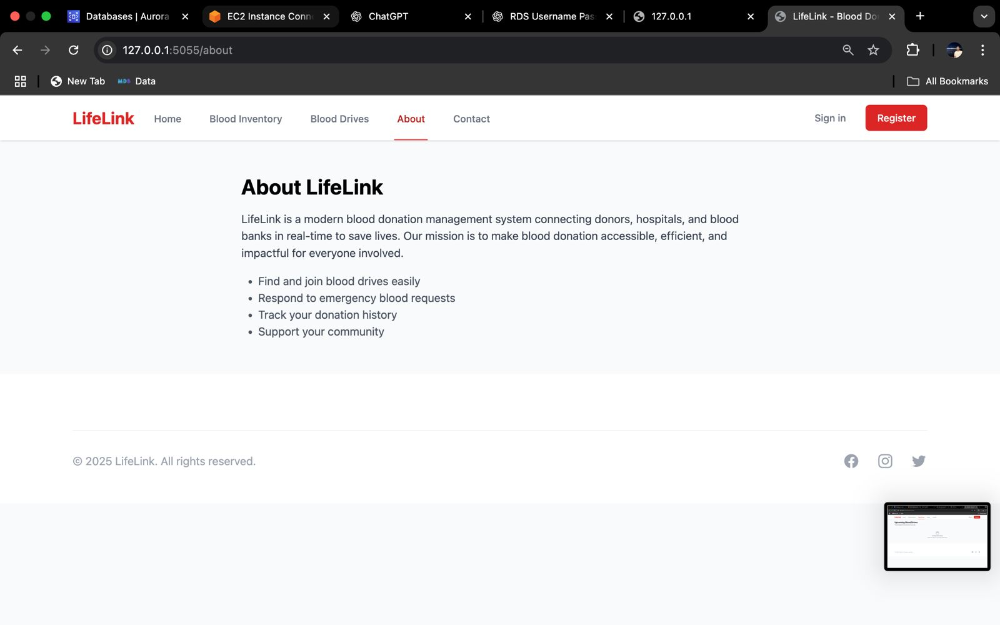 Databases | Aurora
EC2 Instance Conn
ChatGPT
RDS Username Pas
127.0.0.1
LifeLink - Blood Do
127.0.0.1:5055/about
New Tab
MDB Data
All Bookmarks
LifeLink
Home
Blood Inventory
Blood Drives
About
Contact
Sign in
Register
About LifeLink
LifeLink is a modern blood donation management system connecting donors, hospitals, and blood
banks in real-time to save lives. Our mission is to make blood donation accessible, efficient, and
impactful for everyone involved.
• Find and join blood drives easily
• Respond to emergency blood requests
• Track your donation history
• Support your community
© 2025 LifeLink. All rights reserved.
Upcoming Blood Drives